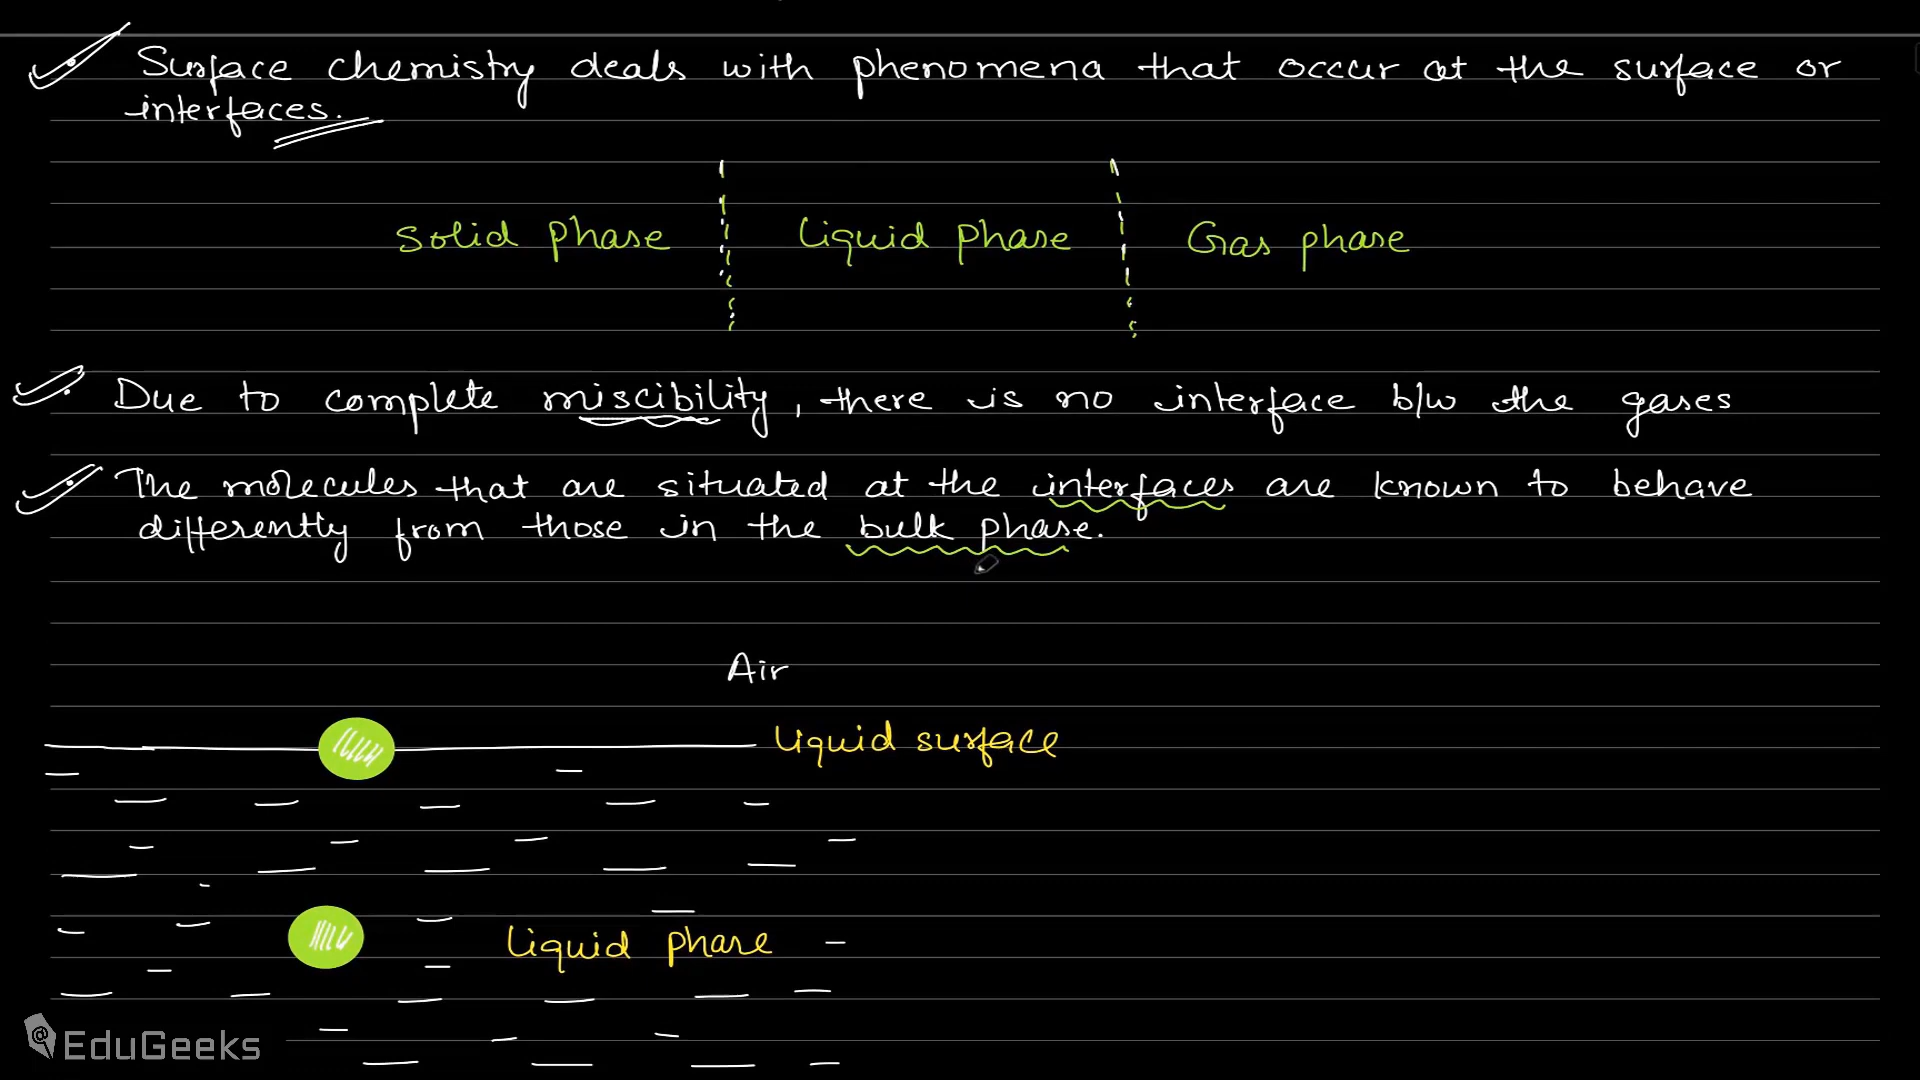 Surface chemistry deals with phenomena that occur at the surface or
interfaces.
Solid Phase Liquid Phase Gas phase
Due to complete miscibility, there is no interface b/w the gases
The molecules that are situated at the interfaces are known to behave
differently from those in the bulk phase.
Air
Liquid surface
Liquid phase
EduGeeks